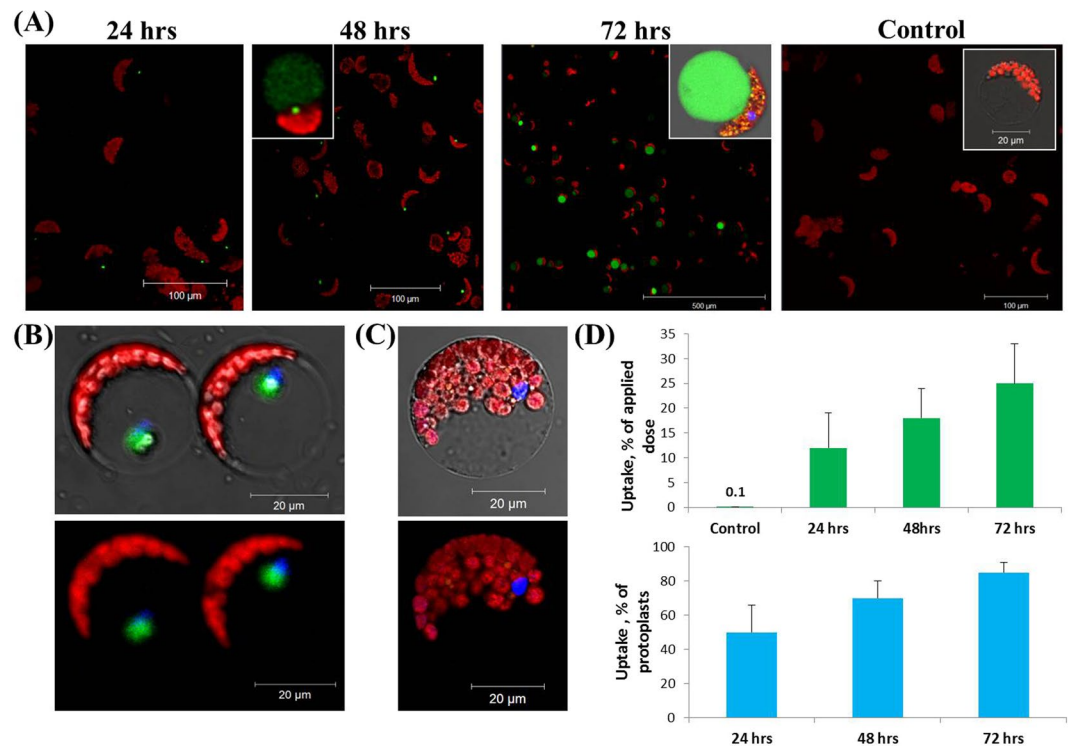 (A)
24 hrs
48 hrs
72 hrs
Control
20 µm
100 µm
100 µm
500 µm
100 µm
(B)
20 µm
20 µm
(C)
20 µm
20 µm
(D)
Uptake, % of applied
dose
35
30
25
20
15
10
5
0
0.1
Control
24 hrs
48hrs
72 hrs
Uptake , % of
protoplasts
100
80
60
40
20
0
24 hrs
48 hrs
72 hrs